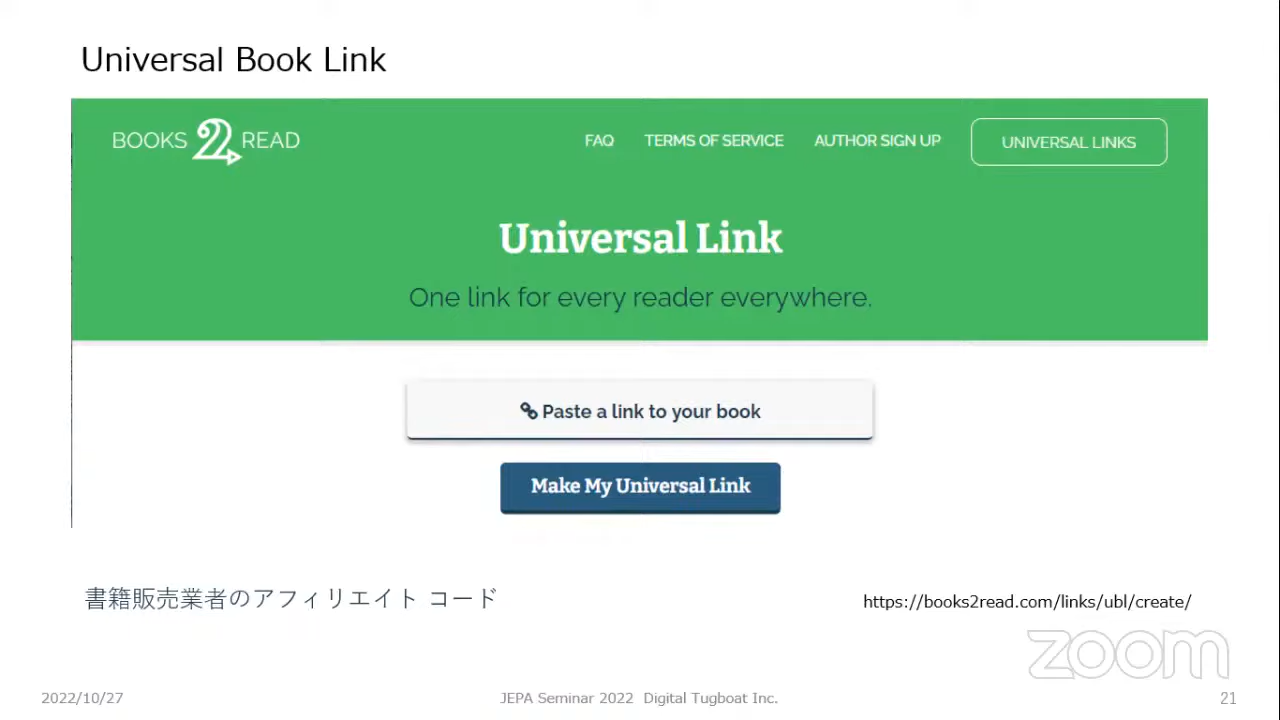 Universal Book Link
BOOKS 2 READ
FAQ TERMS OF SERVICE AUTHOR SIGN UP UNIVERSAL LINKS
Universal Link
One link for every reader everywhere.
Paste a link to your book
Make My Universal Link
書籍販売業者のアフィリエイト コード
https://books2read.com/links/ubl/create/
zoom
2022/10/27 JEPA Seminar 2022 Digital Tugboat Inc. 21